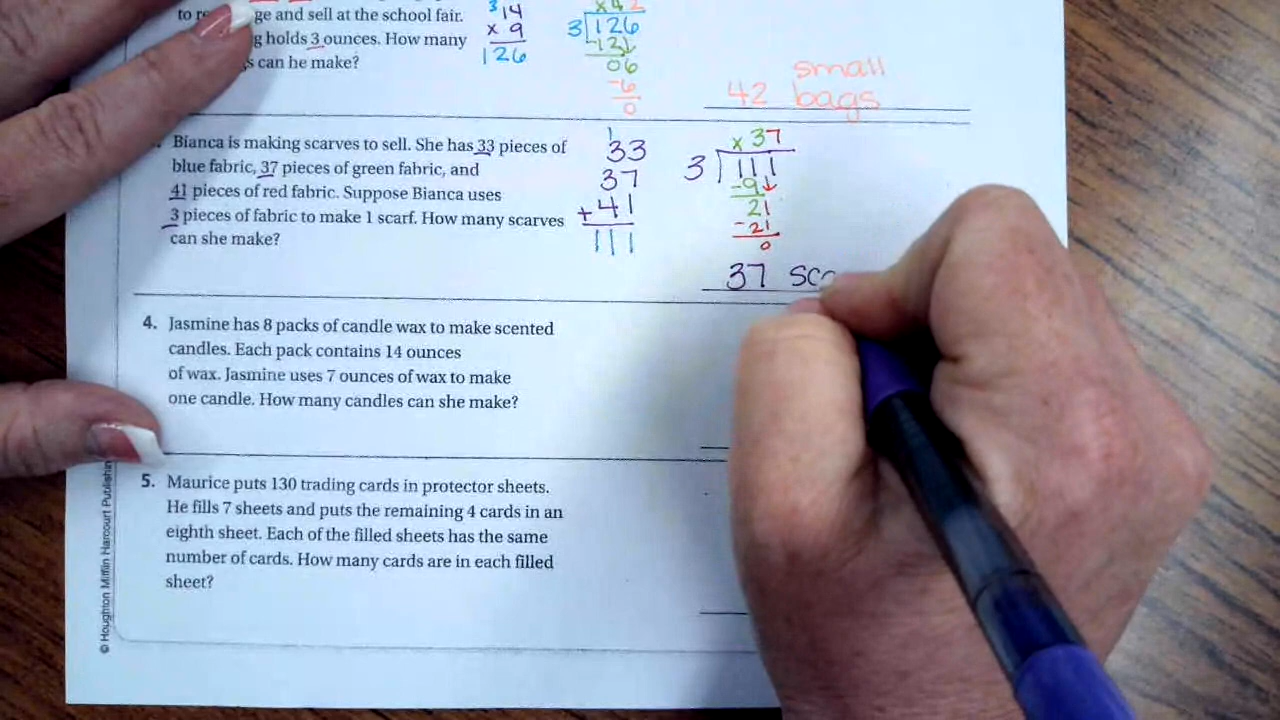 to ge and sell at the school fair.
g holds 3 ounces. How many
s can he make?
3
14
x 9
126
x 4 2
3 126
-12↓
06
-6
0
42 small bags
Bianca is making scarves to sell. She has 33 pieces of
blue fabric, 37 pieces of green fabric, and
41 pieces of red fabric. Suppose Bianca uses
3 pieces of fabric to make 1 scarf. How many scarves
can she make?
1
33
37
+41
111
x 37
3 111
-9↓
21
-21
0
37 sca
4. Jasmine has 8 packs of candle wax to make scented
candles. Each pack contains 14 ounces
of wax. Jasmine uses 7 ounces of wax to make
one candle. How many candles can she make?
5. Maurice puts 130 trading cards in protector sheets.
He fills 7 sheets and puts the remaining 4 cards in an
eighth sheet. Each of the filled sheets has the same
number of cards. How many cards are in each filled
sheet?
© Houghton Mifflin Harcourt Publishin